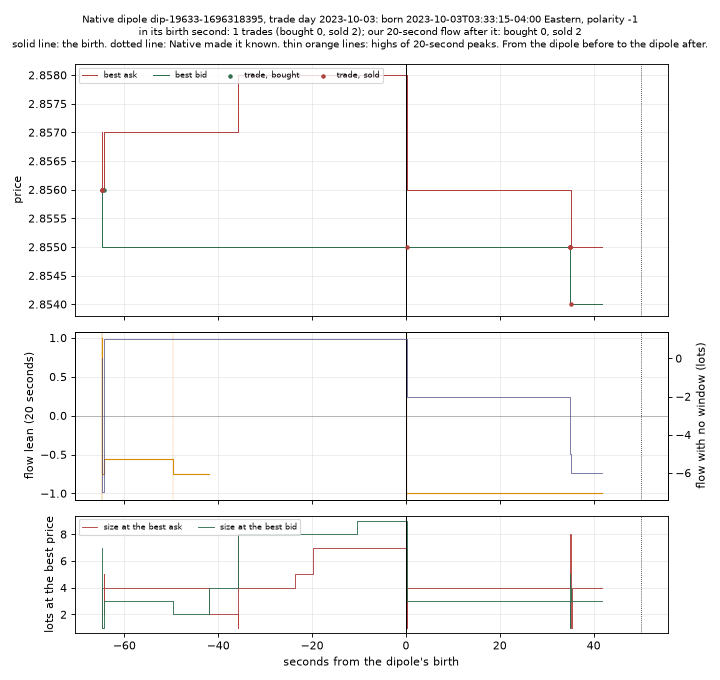 Native dipole dip-19633-1696318395, trade day 2023-10-03: born 2023-10-03T03:33:15-04:00 Eastern, polarity -1
in its birth second: 1 trades (bought 0, sold 2); our 20-second flow after it: bought 0, sold 2
solid line: the birth. dotted line: Native made it known. thin orange lines: highs of 20-second peaks. From the dipole before to the dipole after.
best ask best bid trade, bought trade, sold
2.8580
2.8575
2.8570
2.8565
2.8560
2.8555
2.8550
2.8545
2.8540
price
1.0
0.5
0.0
−0.5
−1.0
flow lean (20 seconds)
0
−2
−4
−6
flow with no window (lots)
size at the best ask size at the best bid
8
6
4
2
lots at the best price
−60 −40 −20 0 20 40
seconds from the dipole's birth